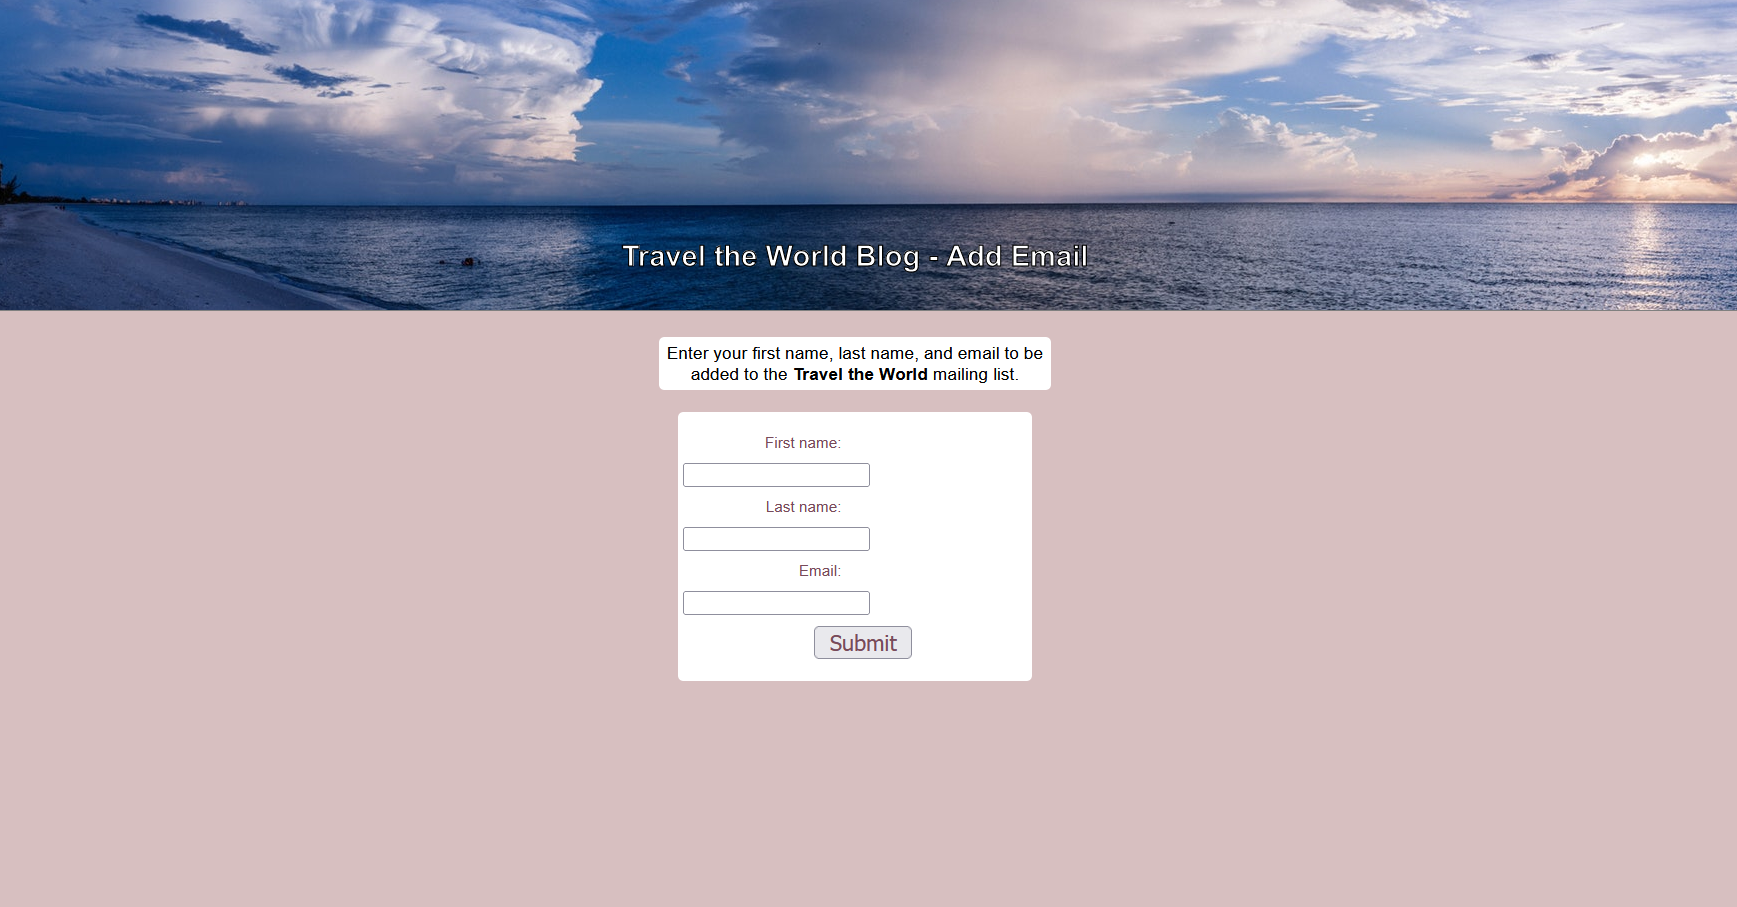 Travel the World Blog - Add Email
Enter your first name, last name, and email to be
added to the Travel the World mailing list.
First name:
Last name:
Email:
Submit